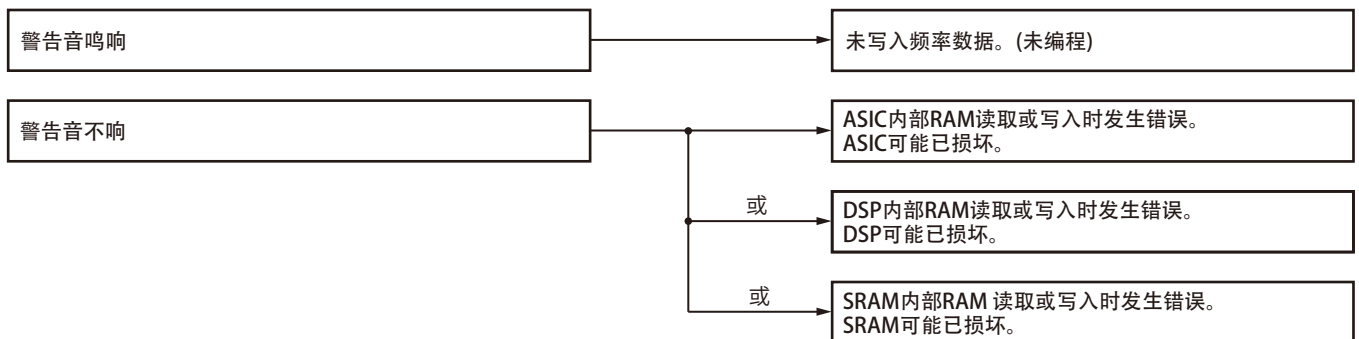 警告音鸣响
未写入频率数据。(未编程)
警告音不响
ASIC内部RAM读取或写入时发生错误。
ASIC可能已损坏。
或
DSP内部RAM读取或写入时发生错误。
DSP可能已损坏。
或
SRAM内部RAM 读取或写入时发生错误。
SRAM可能已损坏。